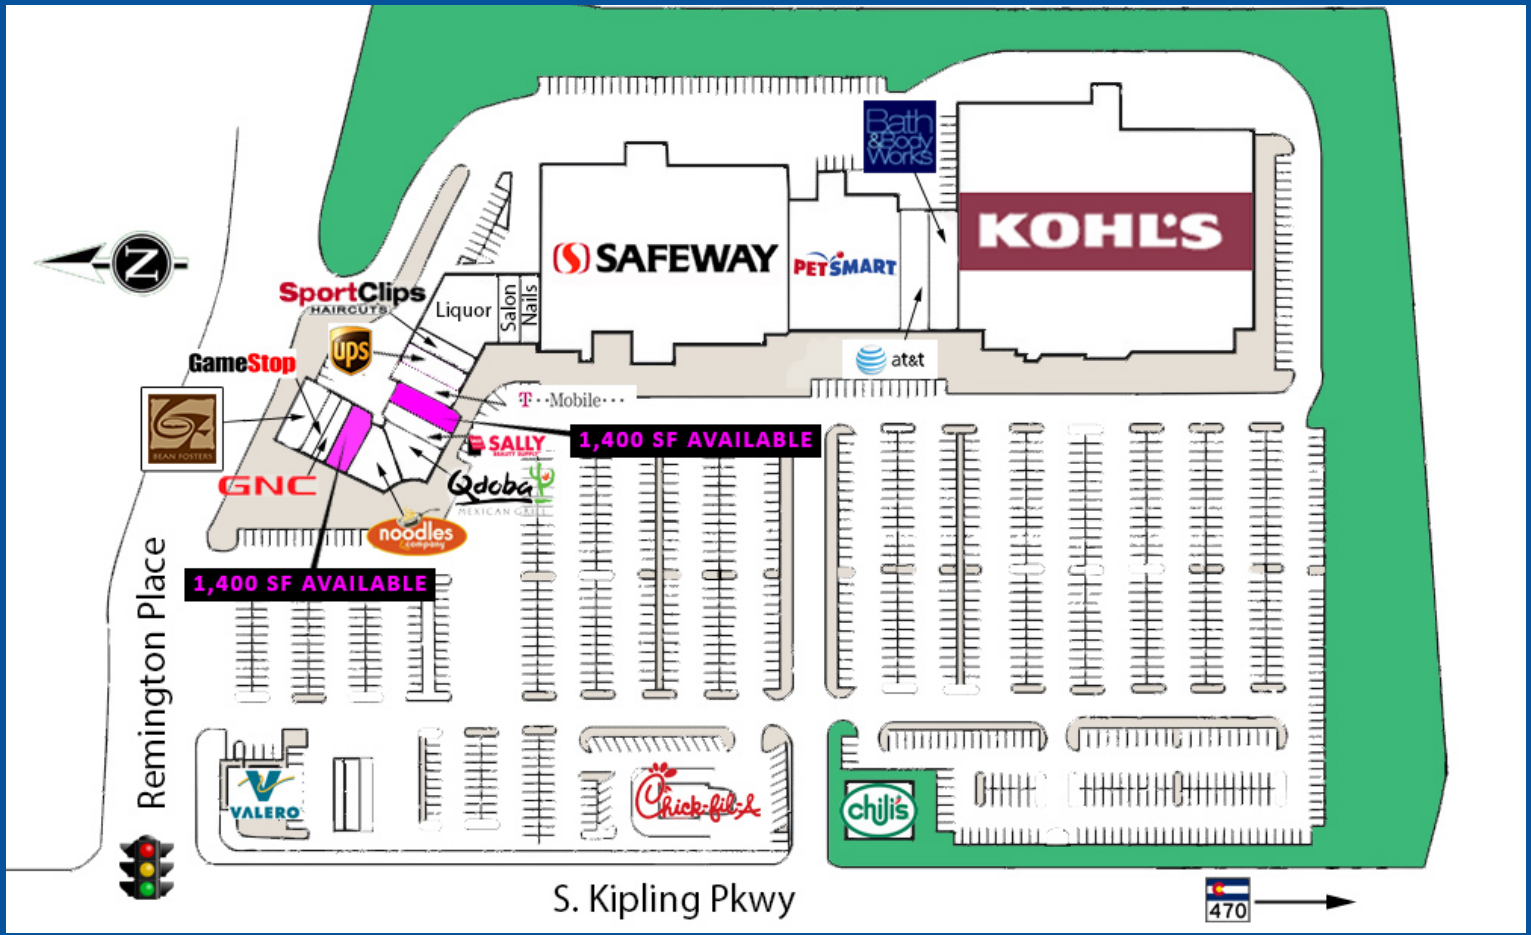 Bath
&Body
Works
KOHL'S
SAFEWAY
PETSMART
N
SportClips
HAIRCUTS
Liquor
Salon
Nails
ups
GameStop
at&t
T··Mobile···
BEAN FOSTERS
SALLY
BEAUTY SUPPLY
1,400 SF AVAILABLE
GNC
Qdoba
MEXICAN GRILL
noodles
&company
1,400 SF AVAILABLE
Remington Place
VALERO
Chick-fil-A
chili's
S. Kipling Pkwy
470